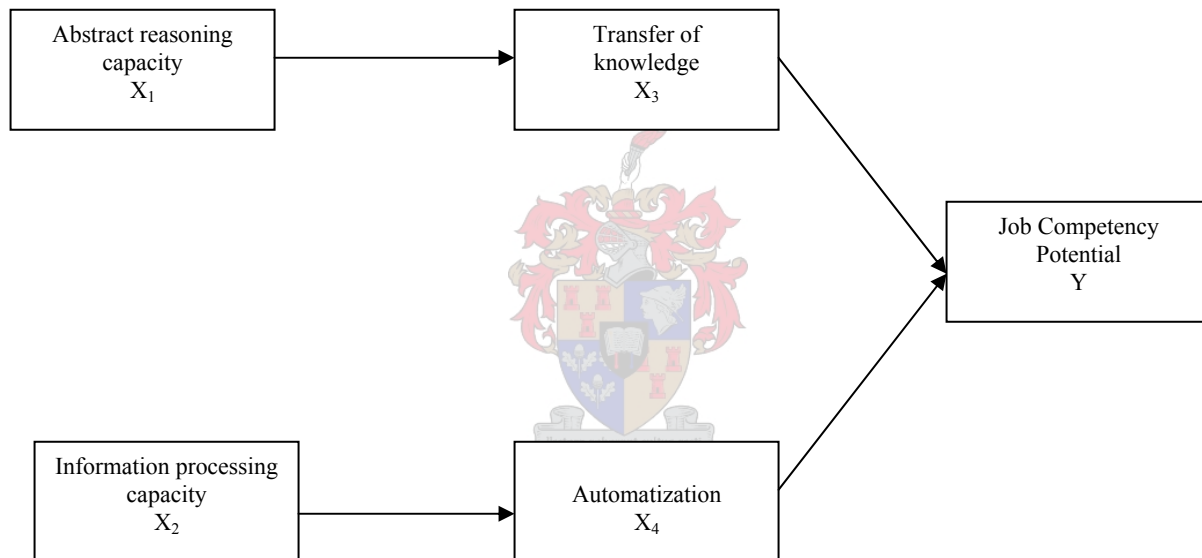 Abstract reasoning
capacity
X₁
Transfer of
knowledge
X₃
Job Competency
Potential
Y
Information processing
capacity
X₂
Automatization
X₄